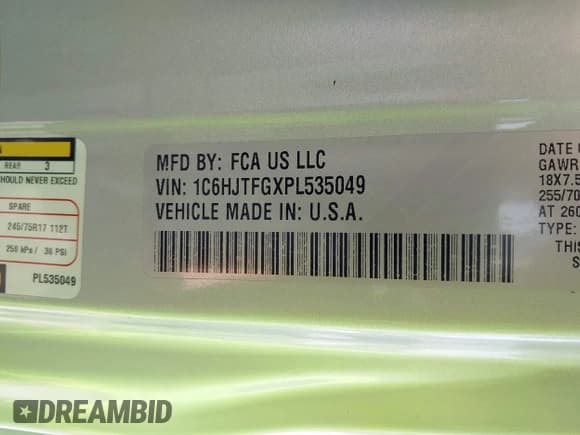 N
REAR 3
SHOULD NEVER EXCEED
SPARE
245/75R17 112T
250 kPa / 36 PSI
PL535049
MFD BY: FCA US LLC
VIN: 1C6HJTFGXPL535049
VEHICLE MADE IN: U.S.A.
DATE O
GAWR
18X7.5
255/70
AT 260
TYPE:
THIS
S
DREAMBID